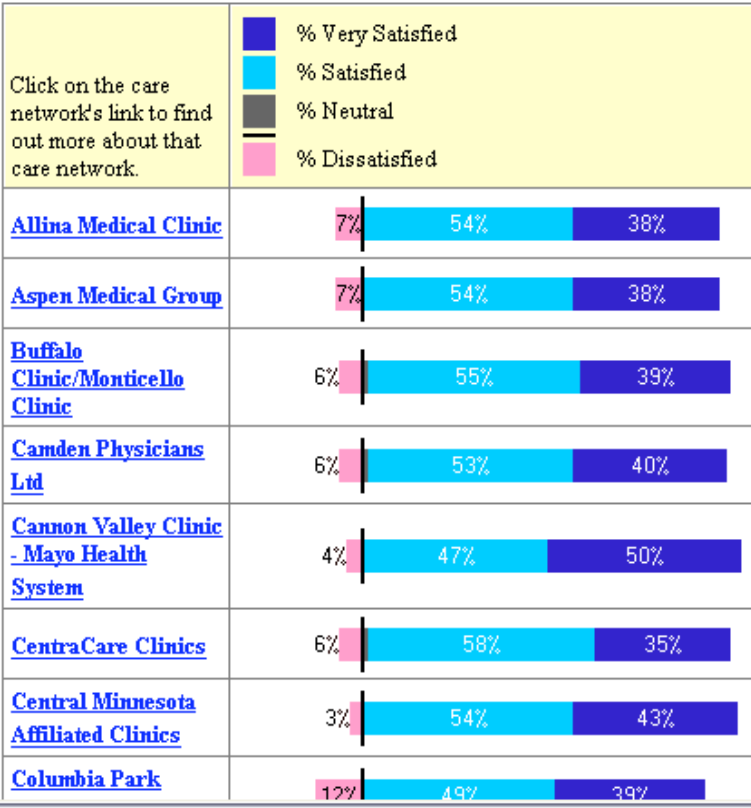 Click on the care
network's link to find
out more about that
care network.
% Very Satisfied
% Satisfied
% Neutral
% Dissatisfied
Allina Medical Clinic
7% 54% 38%
Aspen Medical Group
7% 54% 38%
Buffalo
Clinic/Monticello
Clinic
6% 55% 39%
Camden Physicians
Ltd
6% 53% 40%
Cannon Valley Clinic
- Mayo Health
System
4% 47% 50%
CentraCare Clinics
6% 58% 35%
Central Minnesota
Affiliated Clinics
3% 54% 43%
Columbia Park
12% 49% 39%